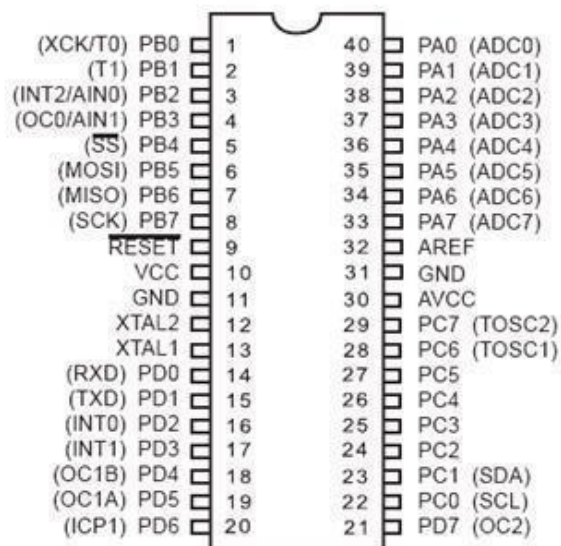 (XCK/T0) PB0 1 40 PA0 (ADC0)
(T1) PB1 2 39 PA1 (ADC1)
(INT2/AIN0) PB2 3 38 PA2 (ADC2)
(OC0/AIN1) PB3 4 37 PA3 (ADC3)
(SS) PB4 5 36 PA4 (ADC4)
(MOSI) PB5 6 35 PA5 (ADC5)
(MISO) PB6 7 34 PA6 (ADC6)
(SCK) PB7 8 33 PA7 (ADC7)
RESET 9 32 AREF
VCC 10 31 GND
GND 11 30 AVCC
XTAL2 12 29 PC7 (TOSC2)
XTAL1 13 28 PC6 (TOSC1)
(RXD) PD0 14 27 PC5
(TXD) PD1 15 26 PC4
(INT0) PD2 16 25 PC3
(INT1) PD3 17 24 PC2
(OC1B) PD4 18 23 PC1 (SDA)
(OC1A) PD5 19 22 PC0 (SCL)
(ICP1) PD6 20 21 PD7 (OC2)